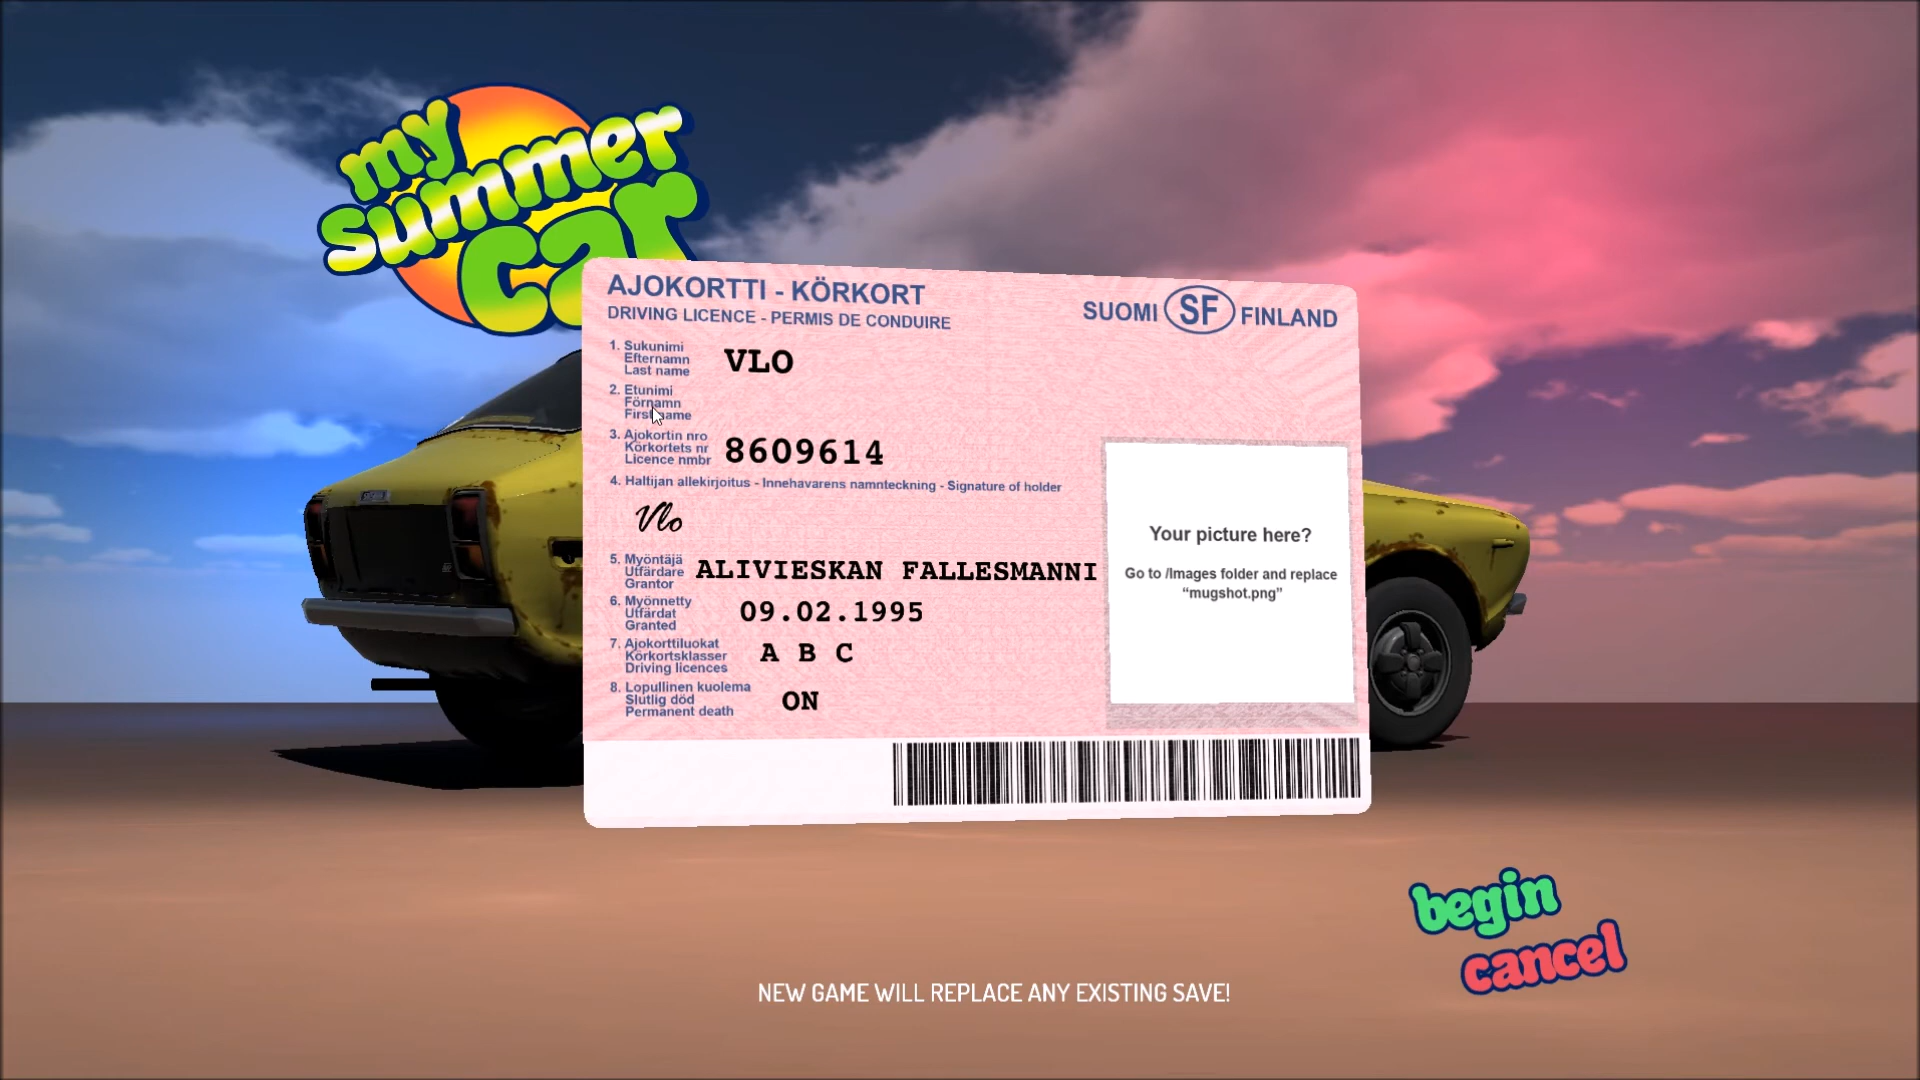 my
summer
car
AJOKORTTI - KÖRKORT
DRIVING LICENCE - PERMIS DE CONDUIRE
SUOMI SF FINLAND
1. Sukunimi
Efternamn
Last name
VLO
2. Etunimi
Förnamn
First name
3. Ajokortin nro
Körkortets nr
Licence nmbr
8609614
4. Haltijan allekirjoitus - Innehavarens namnteckning - Signature of holder
Vlo
5. Myöntäjä
Utfärdare
Grantor
ALIVIESKAN FALLESMANNI
6. Myönnetty
Utfärdat
Granted
09.02.1995
7. Ajokorttiluokat
Körkortsklasser
Driving licences
A B C
8. Lopullinen kuolema
Slutlig död
Permanent death
ON
Your picture here?
Go to /Images folder and replace
“mugshot.png”
begin
cancel
NEW GAME WILL REPLACE ANY EXISTING SAVE!